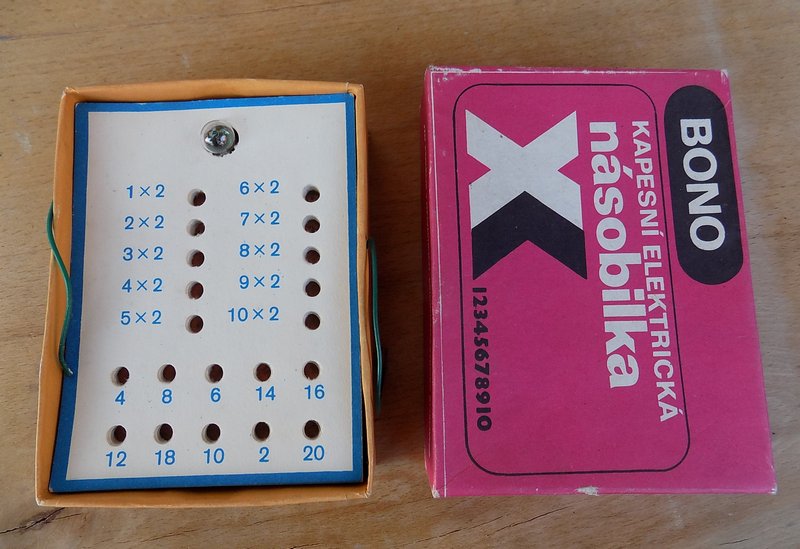 1×2 6×2
2×2 7×2
3×2 8×2
4×2 9×2
5×2 10×2
4 8 6 14 16
12 18 10 2 20
BONO
KAPESNÍ ELEKTRICKÁ
násobilka
X
12345678910